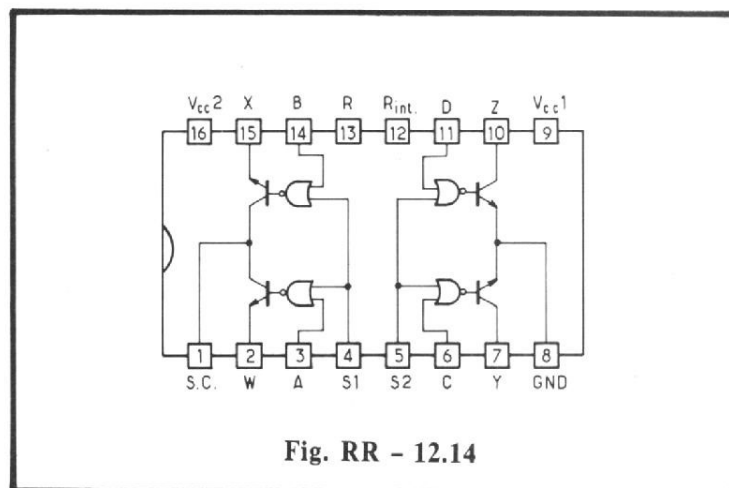 Vcc2 X B R Rint. D Z Vcc1
16 15 14 13 12 11 10 9
1 2 3 4 5 6 7 8
S.C. W A S1 S2 C Y GND
Fig. RR - 12.14